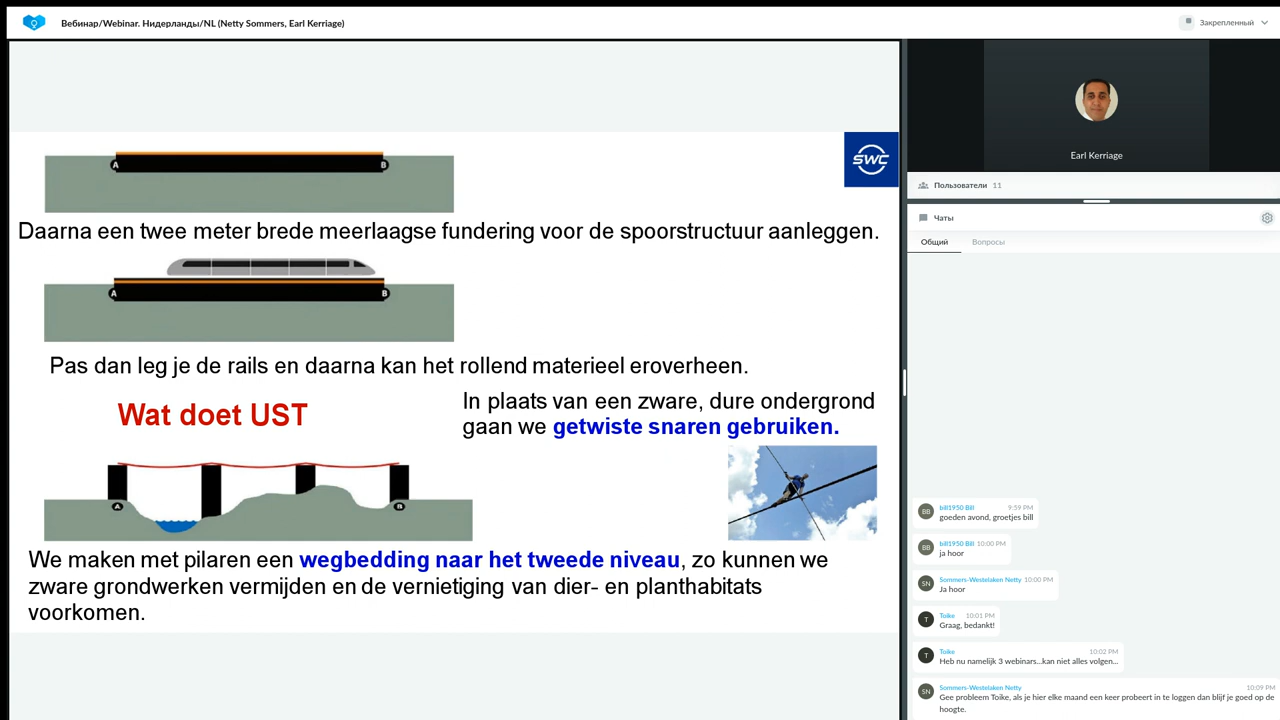 Вебинар/Webinar. Нидерланды/NL (Netty Sommers, Earl Kerriage)
Закрепленный
A
B
SWC
Daarna een twee meter brede meerlaagse fundering voor de spoorstructuur aanleggen.
A
B
Pas dan leg je de rails en daarna kan het rollend materieel eroverheen.
Wat doet UST
In plaats van een zware, dure ondergrond
gaan we getwiste snaren gebruiken.
A
B
We maken met pilaren een wegbedding naar het tweede niveau, zo kunnen we
zware grondwerken vermijden en de vernietiging van dier- en planthabitats
voorkomen.
Earl Kerriage
Пользователи 11
Чаты
Общий Вопросы
BB
bill1950 Bill 9:59 PM
goeden avond, groetjes bill
BB
bill1950 Bill 10:00 PM
ja hoor
SN
Sommers-Westelaken Netty 10:00 PM
Ja hoor
T
Toike 10:01 PM
Graag, bedankt!
T
Toike 10:02 PM
Heb nu namelijk 3 webinars...kan niet alles volgen...
SN
Sommers-Westelaken Netty 10:09 PM
Gee probleem Toike, als je hier elke maand een keer probeert in te loggen dan blijf je goed op de
hoogte.